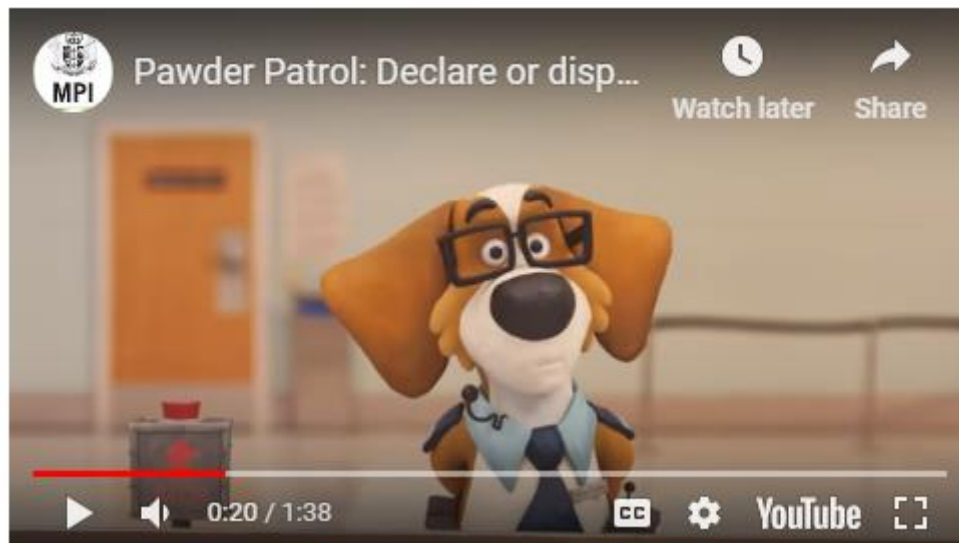 MPI
Pawder Patrol: Declare or disp...
Watch later
Share
0:20 / 1:38
CC
YouTube